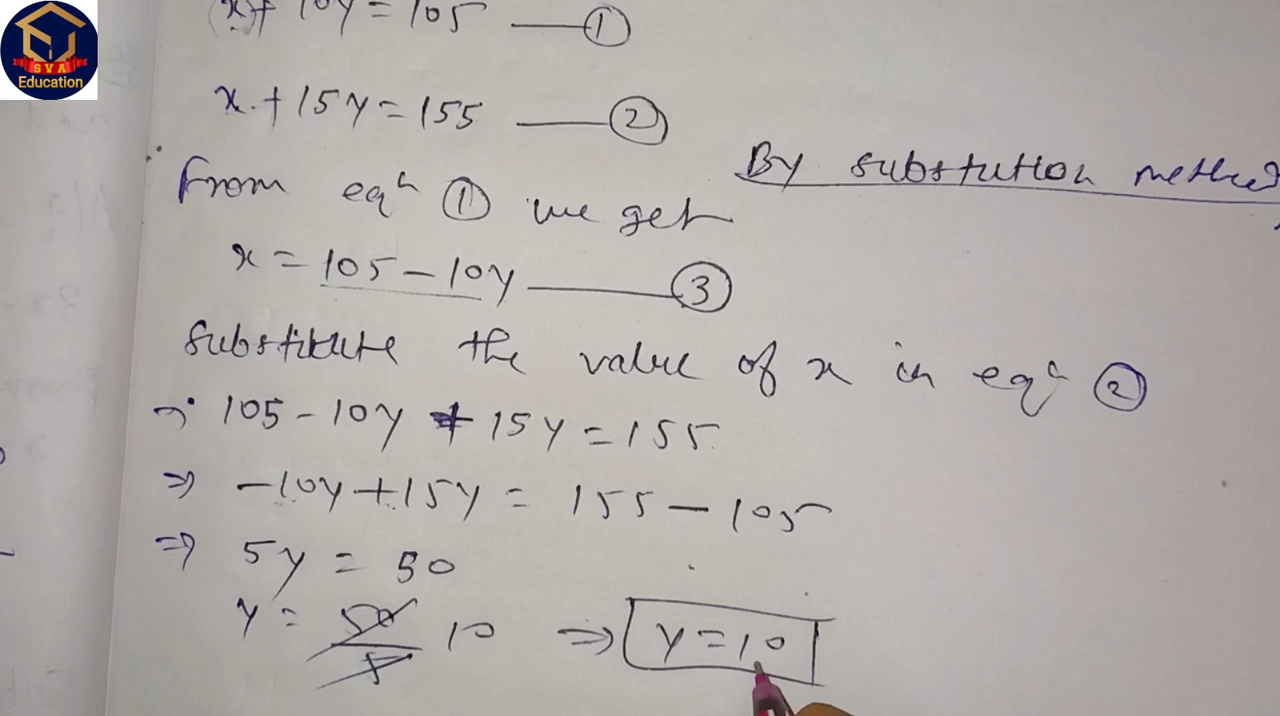 SVA
Education
x + 10y = 105 —— ①
x + 15y = 155 —— ②
By substution method
From eqn ① we get
x = 105 - 10y —— ③
Substitute the value of x in eqn ②
⇒ 105 - 10y + 15y = 155
⇒ -10y + 15y = 155 - 105
⇒ 5y = 50
y = 50/5 10 ⇒ y = 10